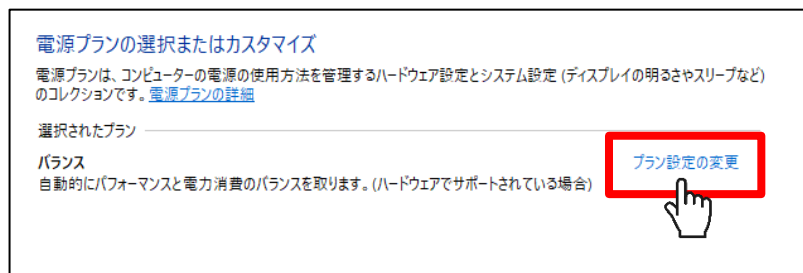 電源プランの選択またはカスタマイズ
電源プランは、コンピューターの電源の使用方法を管理するハードウェア設定とシステム設定 (ディスプレイの明るさやスリープなど)
のコレクションです。電源プランの詳細
選択されたプラン
バランス
プラン設定の変更
自動的にパフォーマンスと電力消費のバランスを取ります。(ハードウェアでサポートされている場合)